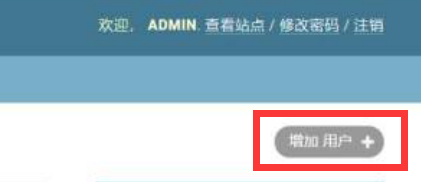 欢迎, ADMIN. 查看站点 / 修改密码 / 注销
增加 用户 +